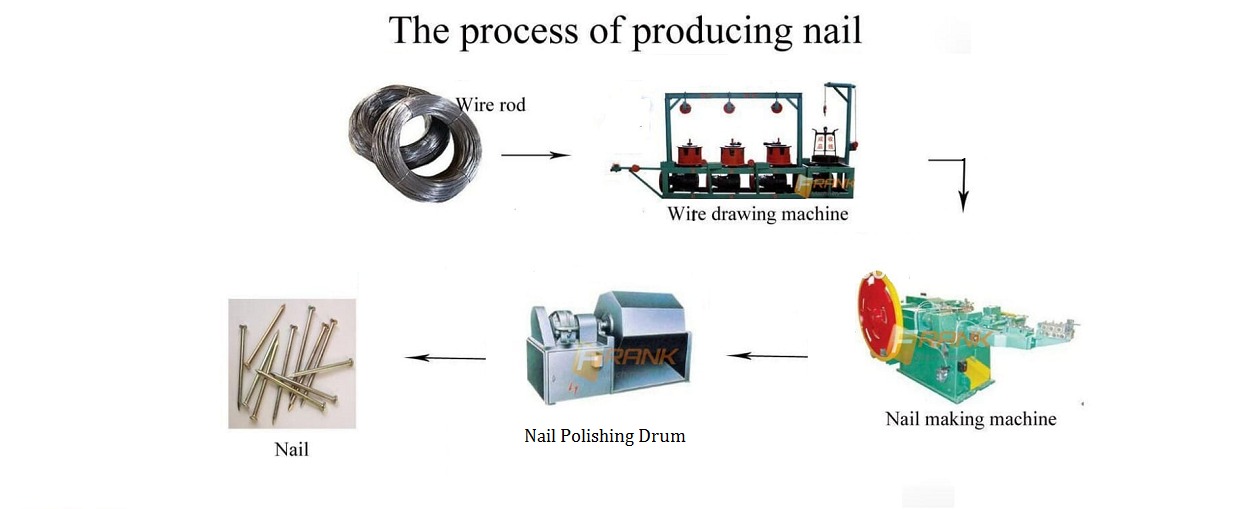 The process of producing nail
Wire rod
Wire drawing machine
FRANK
Nail making machine
FRANK
Nail Polishing Drum
FRANK
Nail